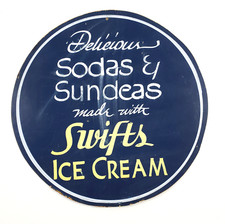 Delicious
Sodas &
Sundeas
made with
Swifts
ICE CREAM